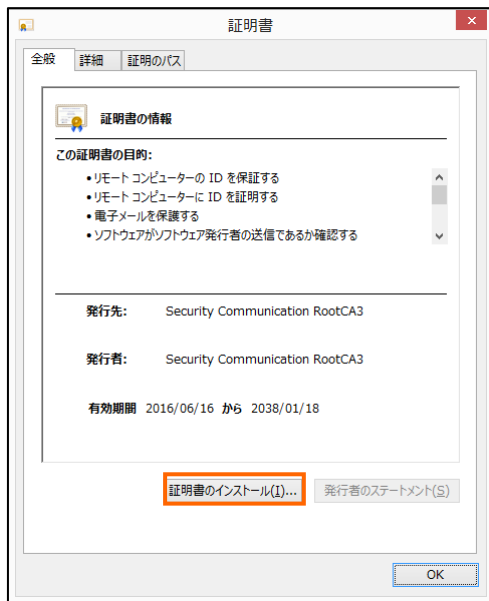 証明書
全般 詳細 証明のパス
証明書の情報
この証明書の目的:
•リモート コンピューターの ID を保証する
•リモート コンピューターに ID を証明する
•電子メールを保護する
•ソフトウェアがソフトウェア発行者の送信であるか確認する
発行先: Security Communication RootCA3
発行者: Security Communication RootCA3
有効期間 2016/06/16 から 2038/01/18
証明書のインストール(I)... 発行者のステートメント(S)
OK